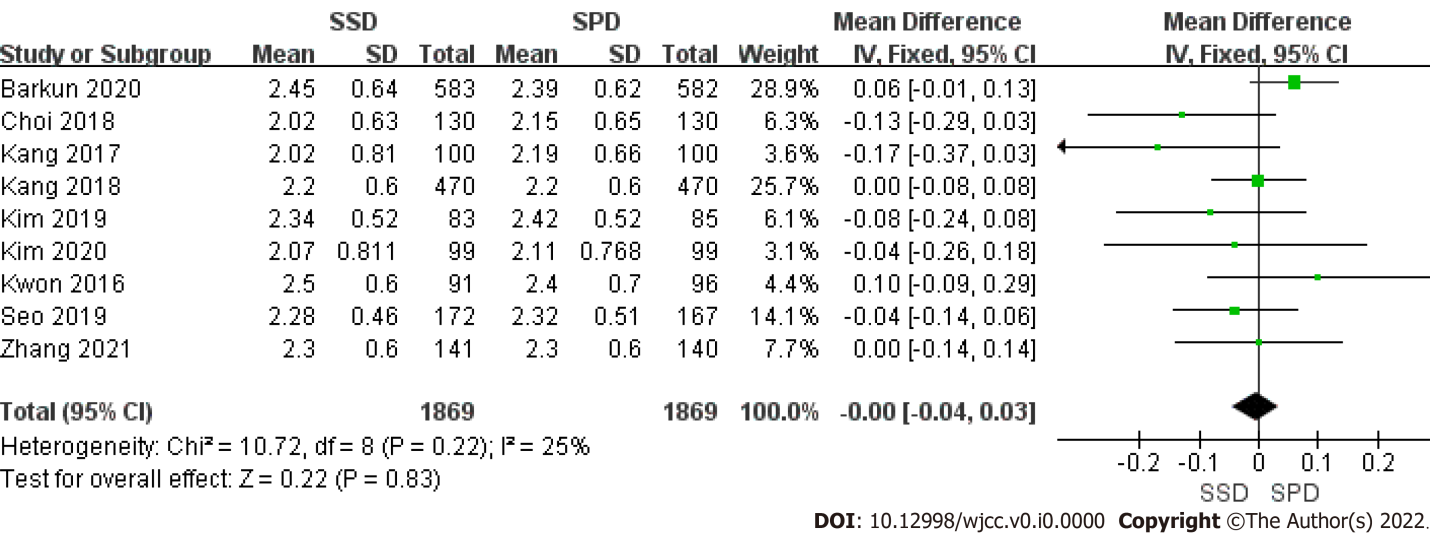 SSD SPD Mean Difference Mean Difference
Study or Subgroup Mean SD Total Mean SD Total Weight IV, Fixed, 95% CI IV, Fixed, 95% CI
Barkun 2020 2.45 0.64 583 2.39 0.62 582 28.9% 0.06 [-0.01, 0.13]
Choi 2018 2.02 0.63 130 2.15 0.65 130 6.3% -0.13 [-0.29, 0.03]
Kang 2017 2.02 0.81 100 2.19 0.66 100 3.6% -0.17 [-0.37, 0.03]
Kang 2018 2.2 0.6 470 2.2 0.6 470 25.7% 0.00 [-0.08, 0.08]
Kim 2019 2.34 0.52 83 2.42 0.52 85 6.1% -0.08 [-0.24, 0.08]
Kim 2020 2.07 0.811 99 2.11 0.768 99 3.1% -0.04 [-0.26, 0.18]
Kwon 2016 2.5 0.6 91 2.4 0.7 96 4.4% 0.10 [-0.09, 0.29]
Seo 2019 2.28 0.46 172 2.32 0.51 167 14.1% -0.04 [-0.14, 0.06]
Zhang 2021 2.3 0.6 141 2.3 0.6 140 7.7% 0.00 [-0.14, 0.14]
Total (95% CI) 1869 1869 100.0% -0.00 [-0.04, 0.03]
Heterogeneity: Chi² = 10.72, df = 8 (P = 0.22); I² = 25%
Test for overall effect: Z = 0.22 (P = 0.83)
-0.2 -0.1 0 0.1 0.2
SSD SPD
DOI: 10.12998/wjcc.v0.i0.0000 Copyright ©The Author(s) 2022.